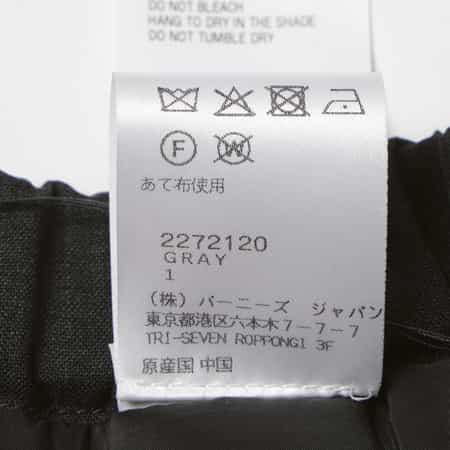 DO NOT BLEACH
HANG TO DRY IN THE SHADE
DO NOT TUMBLE DRY
F W
あて布使用
2272120
GRAY
1
(株) バーニーズ ジャパン
東京都港区六本木7-7-7
TRI-SEVEN ROPPONGI 3F
原産国 中国